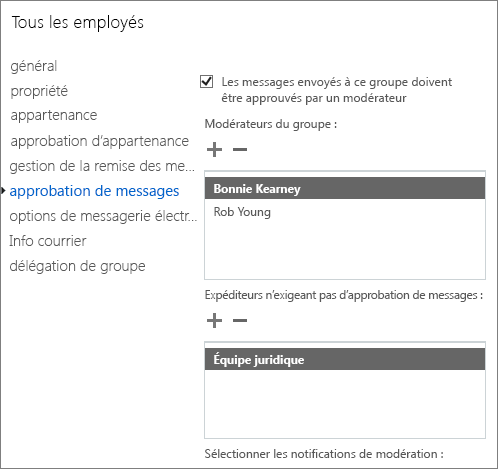 Tous les employés
général
propriété
appartenance
approbation d'appartenance
gestion de la remise des me...
approbation de messages
options de messagerie électr...
Info courrier
délégation de groupe
Les messages envoyés à ce groupe doivent
être approuvés par un modérateur
Modérateurs du groupe :
Bonnie Kearney
Rob Young
Expéditeurs n'exigeant pas d'approbation de messages :
Équipe juridique
Sélectionner les notifications de modération :